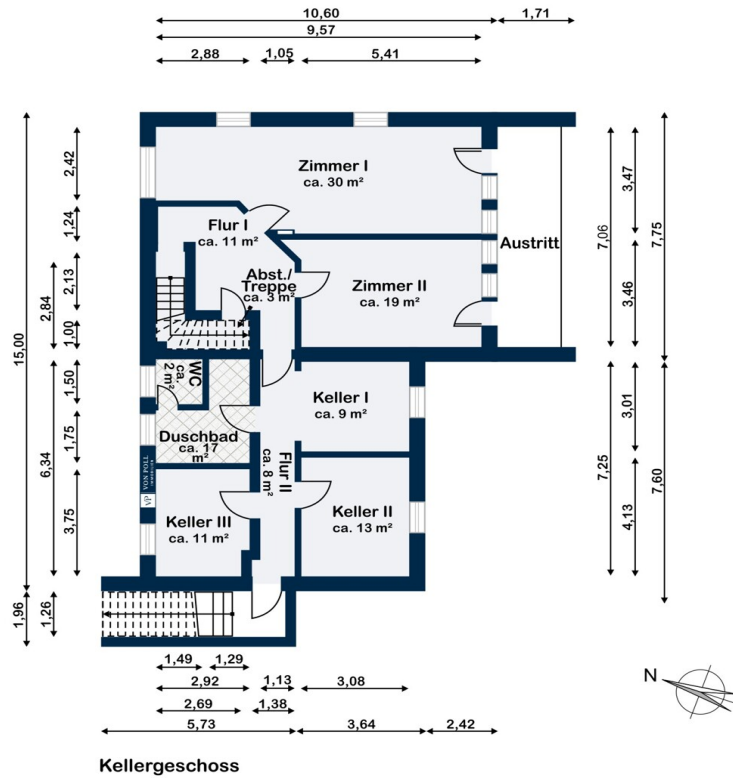 10,60
1,71
9,57
2,88
1,05
5,41
15,00
2,42
1,24
2,13
2,84
1,00
1,50
6,34
1,75
3,75
1,96
1,26
Zimmer I
ca. 30 m²
Flur I
ca. 11 m²
Abst./
Treppe
ca. 3 m²
Zimmer II
ca. 19 m²
Austritt
WC
ca.
2 m²
Duschbad
ca. 17
m²
Keller I
ca. 9 m²
Flur II
ca. 8 m²
Keller II
ca. 13 m²
Keller III
ca. 11 m²
VON POLL
IMMOBILIEN
VP
3,47
7,06
7,75
3,46
3,01
7,25
7,60
4,13
1,49
1,29
2,92
1,13
3,08
2,69
1,38
5,73
3,64
2,42
N
Kellergeschoss